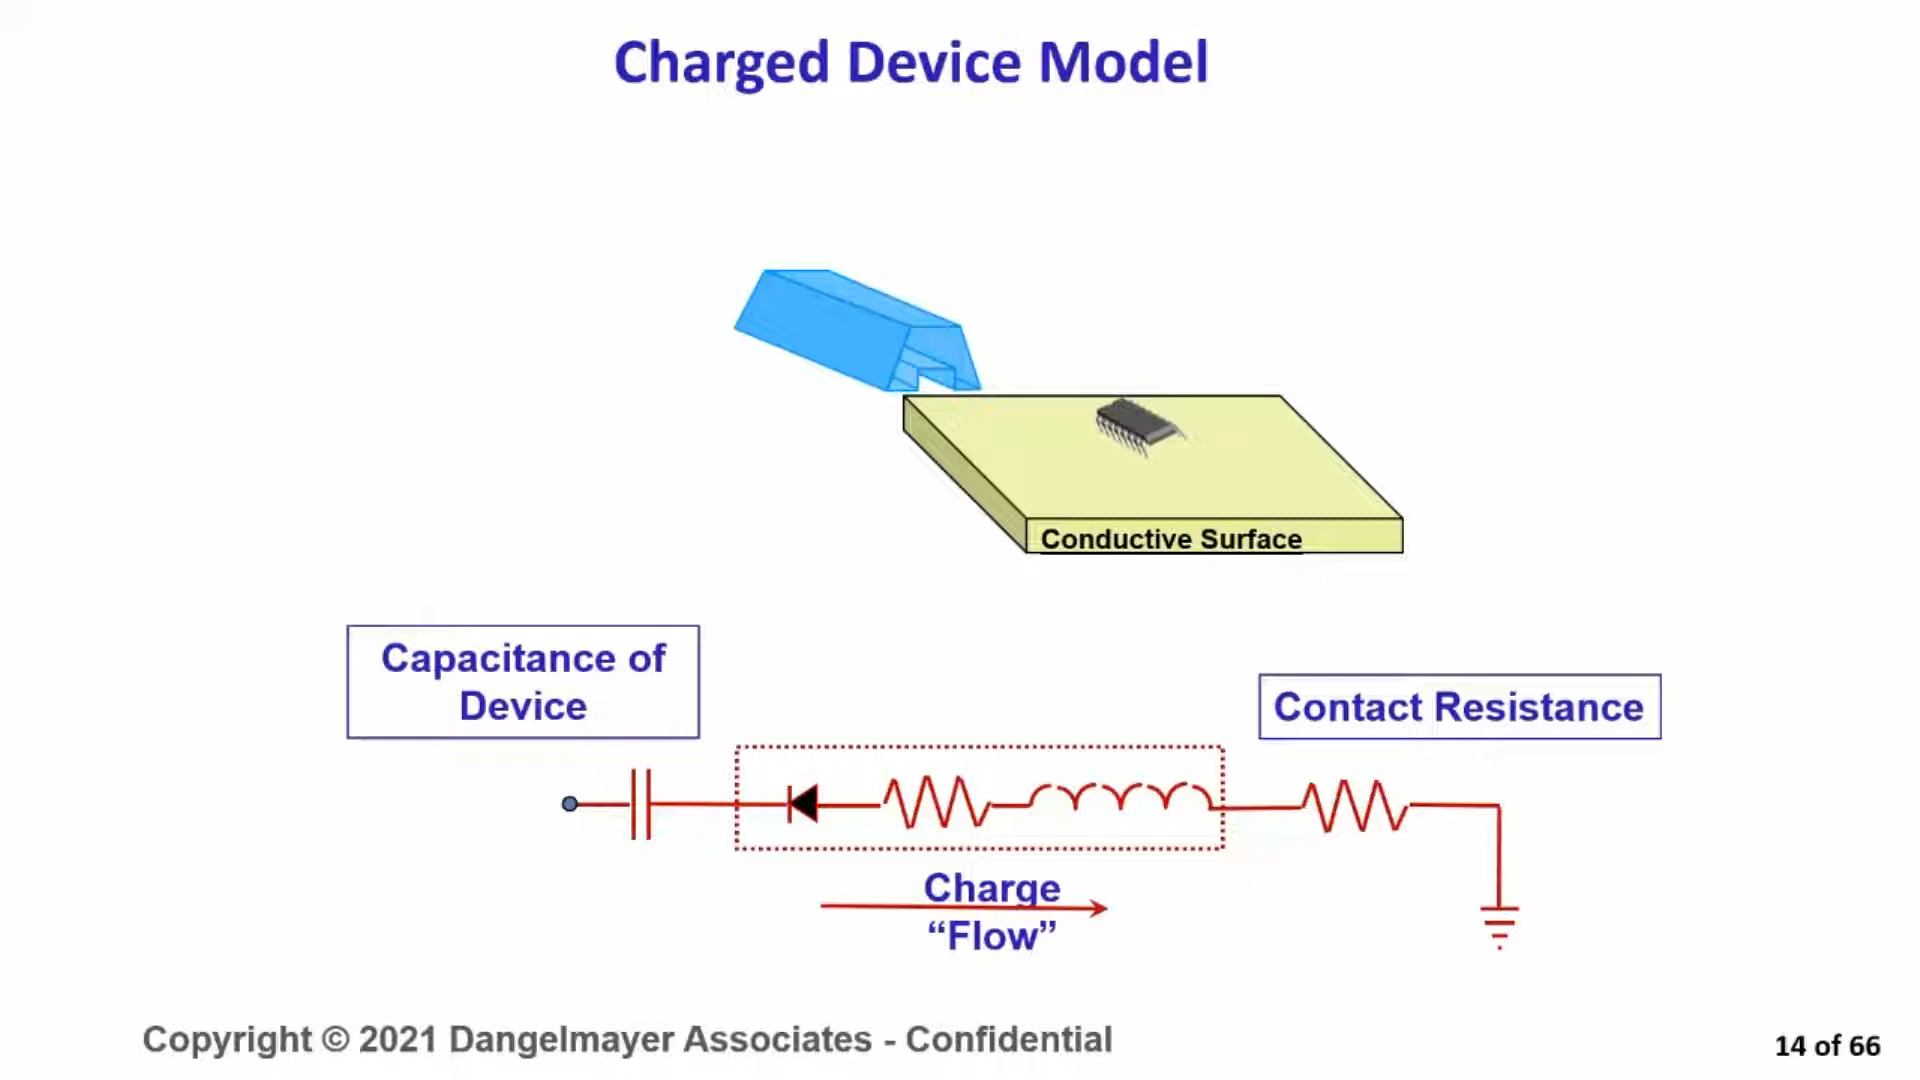 Charged Device Model
Conductive Surface
Capacitance of
Device
Contact Resistance
Charge
“Flow”
Copyright © 2021 Dangelmayer Associates - Confidential
14 of 66